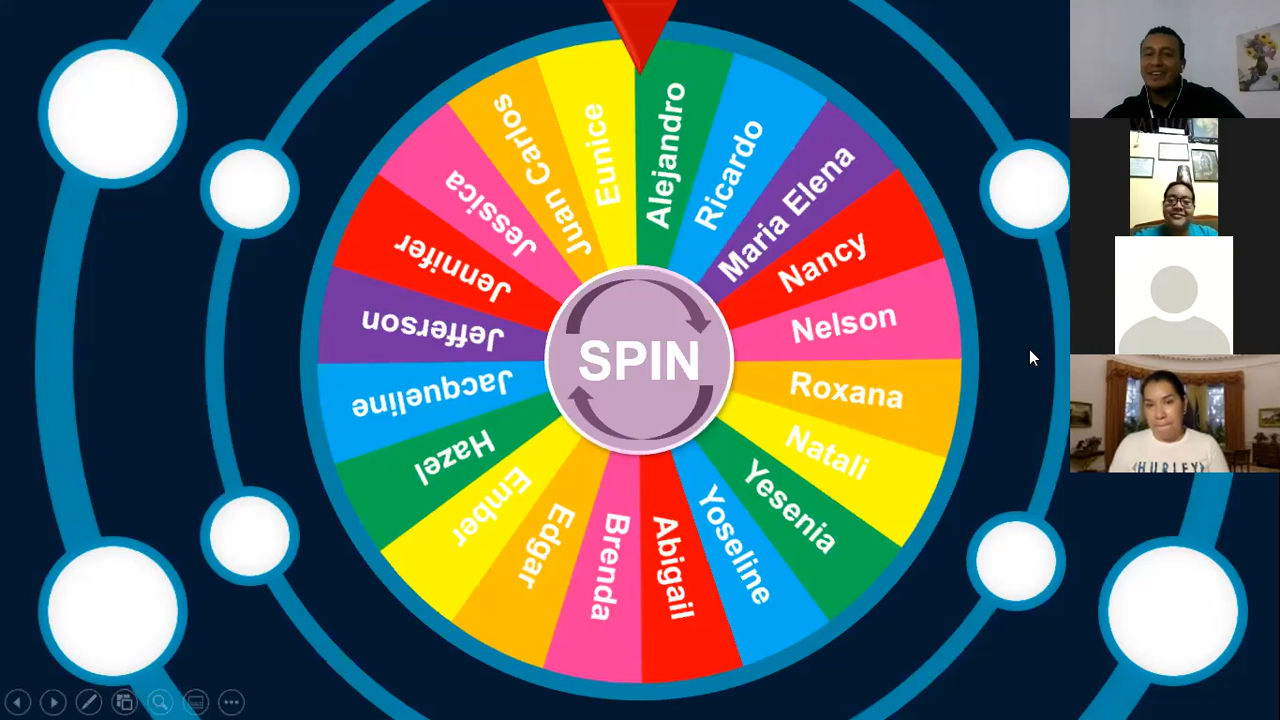 Alejandro
Ricardo
Maria Elena
Nancy
Nelson
Roxana
Natali
Yesenia
Yoseline
Abigail
Brenda
Edgar
Ember
Hazel
Jacqueline
Jefferson
Jennifer
Jessica
Juan Carlos
Eunice
SPIN
HURLEY